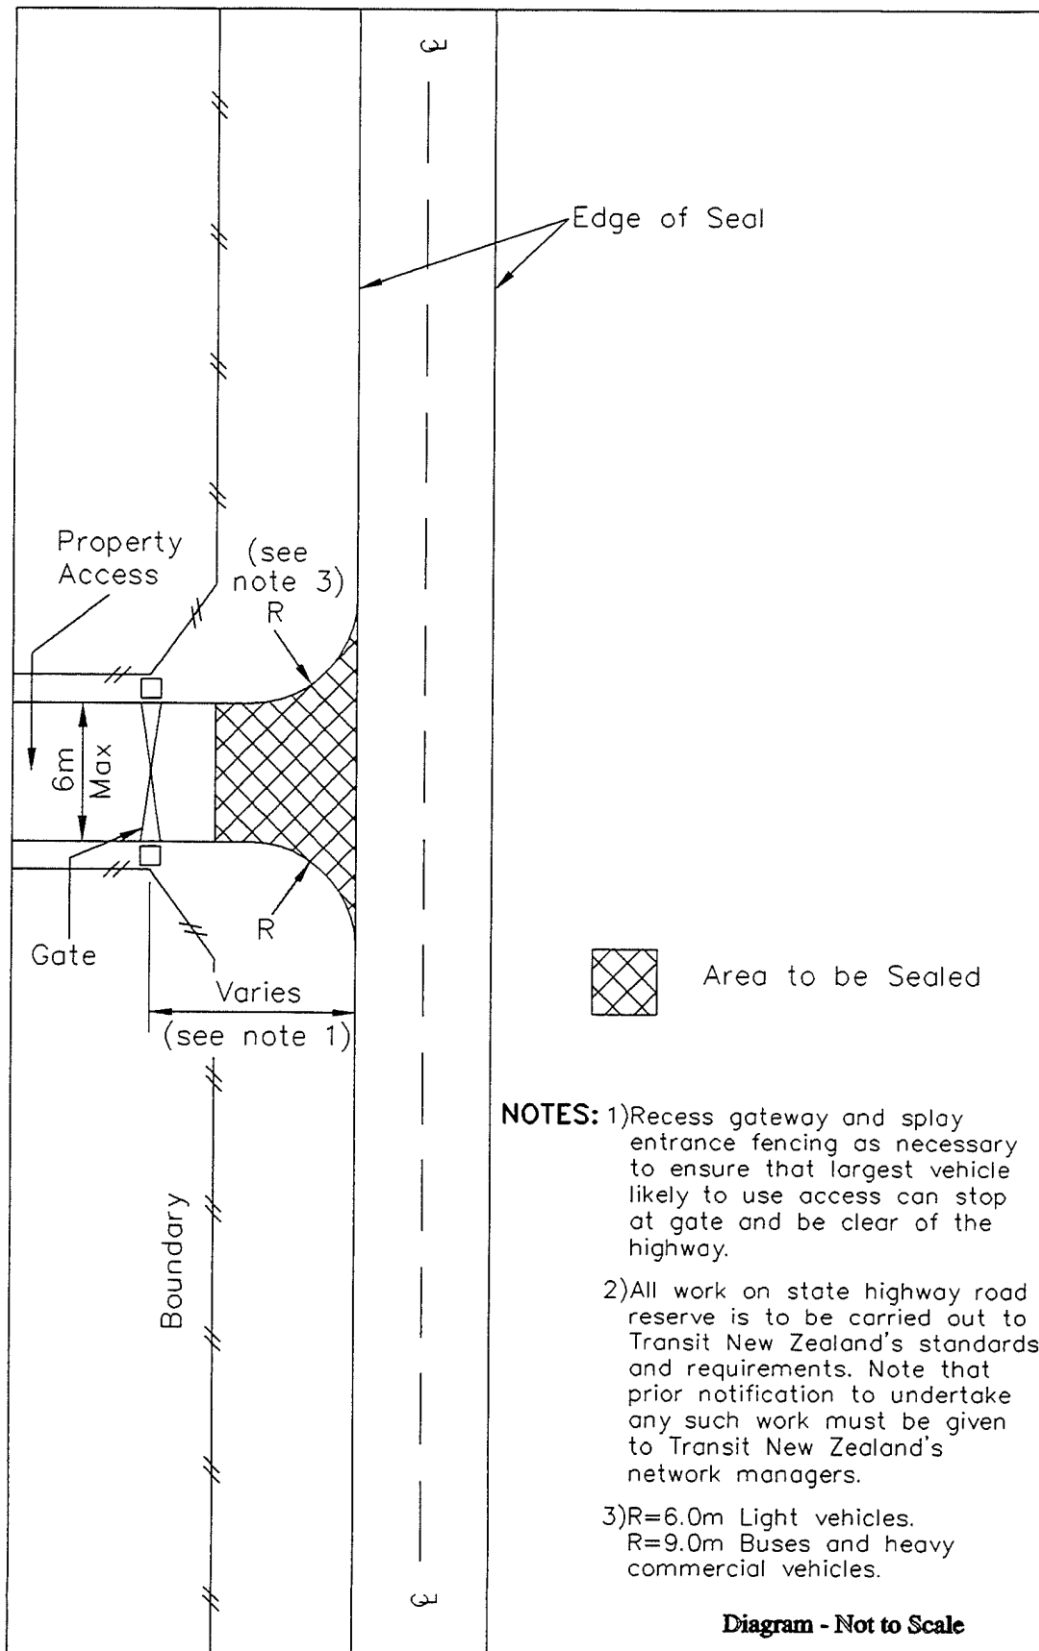 ℄
Edge of Seal
Property
Access
(see
note 3)
R
6m
Max
R
Gate
Varies
(see note 1)
Area to be Sealed
Boundary
NOTES: 1)Recess gateway and splay
entrance fencing as necessary
to ensure that largest vehicle
likely to use access can stop
at gate and be clear of the
highway.
2)All work on state highway road
reserve is to be carried out to
Transit New Zealand's standards
and requirements. Note that
prior notification to undertake
any such work must be given
to Transit New Zealand's
network managers.
3)R=6.0m Light vehicles.
R=9.0m Buses and heavy
commercial vehicles.
℄
Diagram - Not to Scale